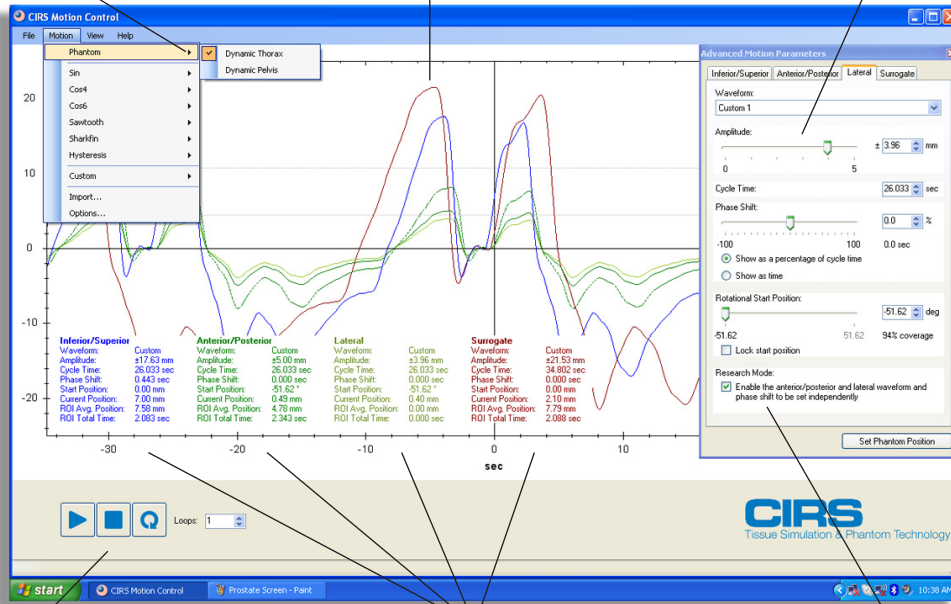 CIRS Motion Control
File Motion View Help
Phantom
Sin
Cos4
Cos6
Sawtooth
Sharkfin
Hysteresis
Custom
Import...
Options...
Dynamic Thorax
Dynamic Pelvis
20
10
0
-10
-20
-30 -20 -10 0 10
sec
Inferior/Superior
Waveform: Custom
Amplitude: ±17.63 mm
Cycle Time: 26.033 sec
Phase Shift: 0.443 sec
Start Position: 0.00 mm
Current Position: 7.00 mm
ROI Avg. Position: 7.58 mm
ROI Total Time: 2.083 sec
Anterior/Posterior
Waveform: Custom
Amplitude: ±5.00 mm
Cycle Time: 26.033 sec
Phase Shift: 0.000 sec
Start Position: -51.62 °
Current Position: 0.49 mm
ROI Avg. Position: 4.78 mm
ROI Total Time: 2.343 sec
Lateral
Waveform: Custom
Amplitude: ±3.96 mm
Cycle Time: 26.033 sec
Phase Shift: 0.000 sec
Start Position: -51.62 °
Current Position: 0.40 mm
ROI Avg. Position: 0.00 mm
ROI Total Time: 0.000 sec
Surrogate
Waveform: Custom
Amplitude: ±21.53 mm
Cycle Time: 34.802 sec
Phase Shift: 0.000 sec
Start Position: 0.00 mm
Current Position: 2.10 mm
ROI Avg. Position: 7.79 mm
ROI Total Time: 2.088 sec
Advanced Motion Parameters
Inferior/Superior Anterior/Posterior Lateral Surrogate
Waveform:
Custom 1
Amplitude:
± 3.96 mm
0 5
Cycle Time: 26.033 sec
Phase Shift:
0.0 %
-100 100 0.0 sec
Show as a percentage of cycle time
Show as time
Rotational Start Position:
-51.62 deg
-51.62 51.62 94% coverage
Lock start position
Research Mode:
Enable the anterior/posterior and lateral waveform and
phase shift to be set independently
Set Phantom Position
Loops: 1
CIRS
Tissue Simulation & Phantom Technology
start CIRS Motion Control Prostate Screen - Paint 10:38 AM